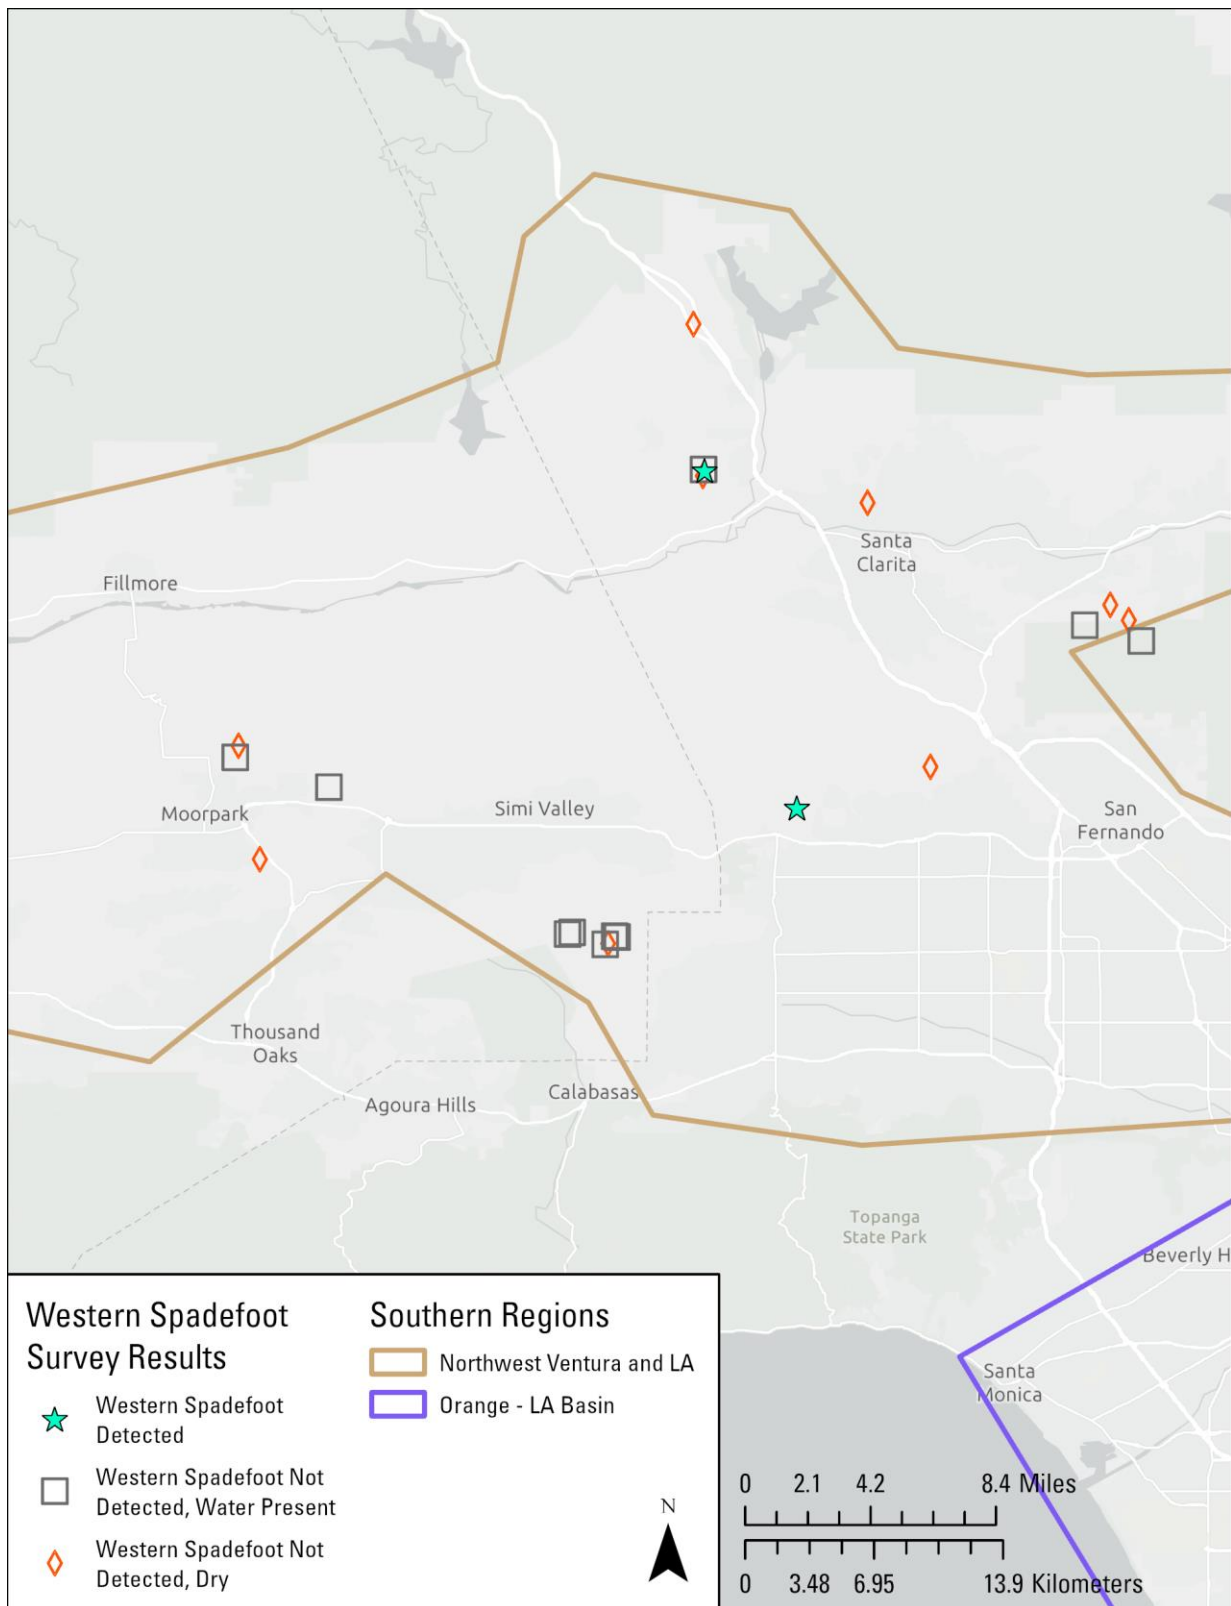 Santa
Clarita
Fillmore
Moorpark
Simi Valley
San
Fernando
Thousand
Oaks
Agoura Hills
Calabasas
Topanga
State Park
Beverly H
Santa
Monica
Western Spadefoot
Survey Results
Western Spadefoot
Detected
Western Spadefoot Not
Detected, Water Present
Western Spadefoot Not
Detected, Dry
Southern Regions
Northwest Ventura and LA
Orange - LA Basin
N
0 2.1 4.2 8.4 Miles
0 3.48 6.95 13.9 Kilometers